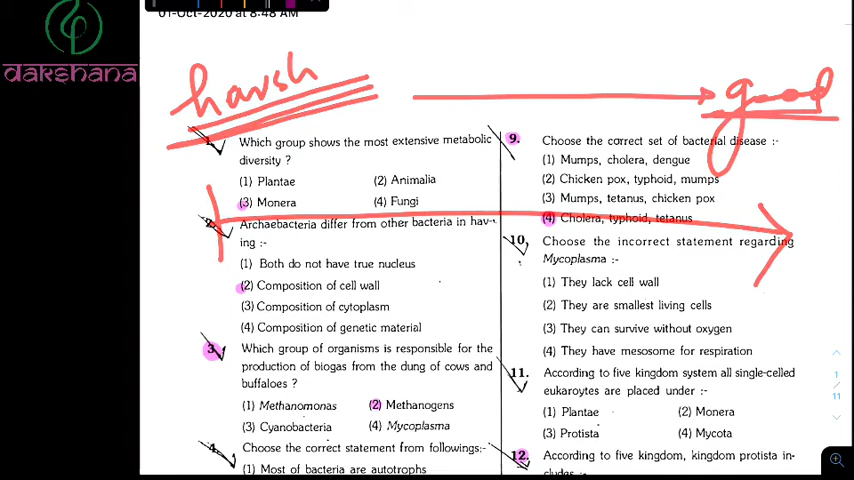 01-Oct-2020 at 8:48 AM
dakshana
harsh
good
1. Which group shows the most extensive metabolic
diversity ?
(1) Plantae (2) Animalia
(3) Monera (4) Fungi
2. Archaebacteria differ from other bacteria in hav-
ing :-
(1) Both do not have true nucleus
(2) Composition of cell wall
(3) Composition of cytoplasm
(4) Composition of genetic material
3. Which group of organisms is responsible for the
production of biogas from the dung of cows and
buffaloes ?
(1) Methanomonas (2) Methanogens
(3) Cyanobacteria (4) Mycoplasma
4. Choose the correct statement from followings:-
(1) Most of bacteria are autotrophs
9. Choose the correct set of bacterial disease :-
(1) Mumps, cholera, dengue
(2) Chicken pox, typhoid, mumps
(3) Mumps, tetanus, chicken pox
(4) Cholera, typhoid, tetanus
10. Choose the incorrect statement regarding
Mycoplasma :-
(1) They lack cell wall
(2) They are smallest living cells
(3) They can survive without oxygen
(4) They have mesosome for respiration
11. According to five kingdom system all single-celled
eukaroytes are placed under :-
(1) Plantae (2) Monera
(3) Protista (4) Mycota
12. According to five kingdom, kingdom protista in-
cludes :-
1
11